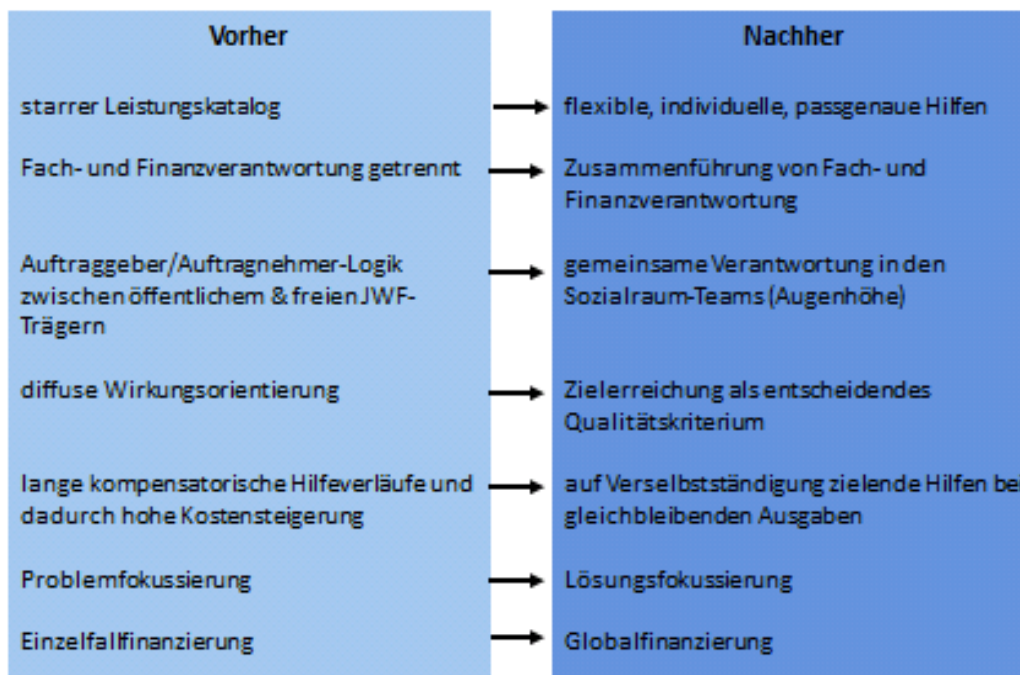 Vorher
Nachher
starrer Leistungskatalog
flexible, individuelle, passgenaue Hilfen
Fach- und Finanzverantwortung getrennt
Zusammenführung von Fach- und
Finanzverantwortung
Auftraggeber/Auftragnehmer-Logik
zwischen öffentlichem & freien JWF-
Trägern
gemeinsame Verantwortung in den
Sozialraum-Teams (Augenhöhe)
diffuse Wirkungsorientierung
Zielerreichung als entscheidendes
Qualitätskriterium
lange kompensatorische Hilfeverläufe und
dadurch hohe Kostensteigerung
auf Verselbstständigung zielende Hilfen bei
gleichbleibenden Ausgaben
Problemfokussierung
Lösungsfokussierung
Einzelfallfinanzierung
Globalfinanzierung